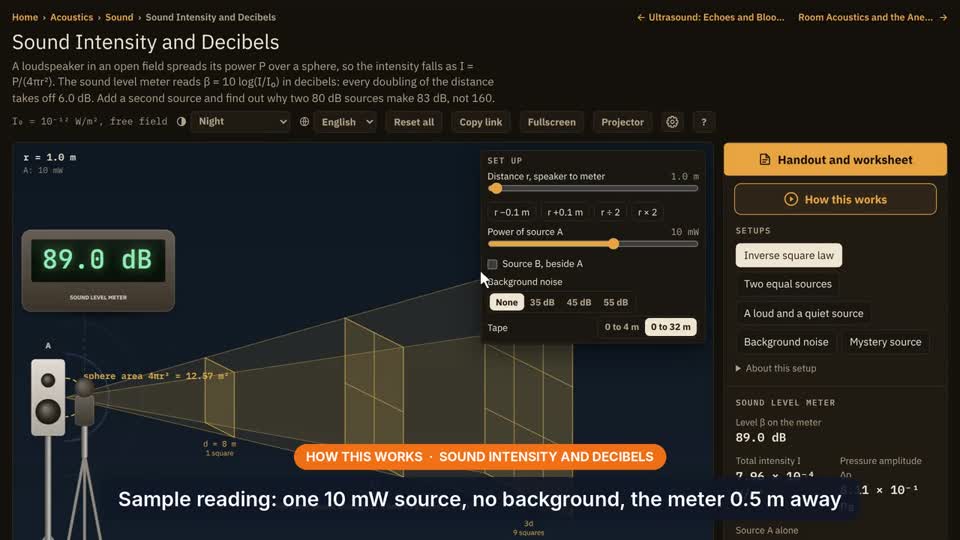 Home › Acoustics › Sound › Sound Intensity and Decibels
← Ultrasound: Echoes and Bloo...
Room Acoustics and the Ane... →
Sound Intensity and Decibels
A loudspeaker in an open field spreads its power P over a sphere, so the intensity falls as I =
P/(4πr²). The sound level meter reads β = 10 log(I/I₀) in decibels: every doubling of the distance
takes off 6.0 dB. Add a second source and find out why two 80 dB sources make 83 dB, not 160.
I₀ = 10⁻¹² W/m², free field
Night
English
Reset all
Copy link
Fullscreen
Projector
?
r = 1.0 m
A: 10 mW
89.0 dB
SOUND LEVEL METER
A
sphere area 4πr² = 12.57 m²
d = 8 m
1 square
3d
9 squares
SET UP
Distance r, speaker to meter 1.0 m
r −0.1 m
r +0.1 m
r ÷ 2
r × 2
Power of source A 10 mW
Source B, beside A
Background noise
None
35 dB
45 dB
55 dB
Tape
0 to 4 m
0 to 32 m
Handout and worksheet
How this works
SETUPS
Inverse square law
Two equal sources
A loud and a quiet source
Background noise
Mystery source
▶ About this setup
SOUND LEVEL METER
Level β on the meter
89.0 dB
Total intensity I
Pressure amplitude
Source A alone
HOW THIS WORKS · SOUND INTENSITY AND DECIBELS
Sample reading: one 10 mW source, no background, the meter 0.5 m away